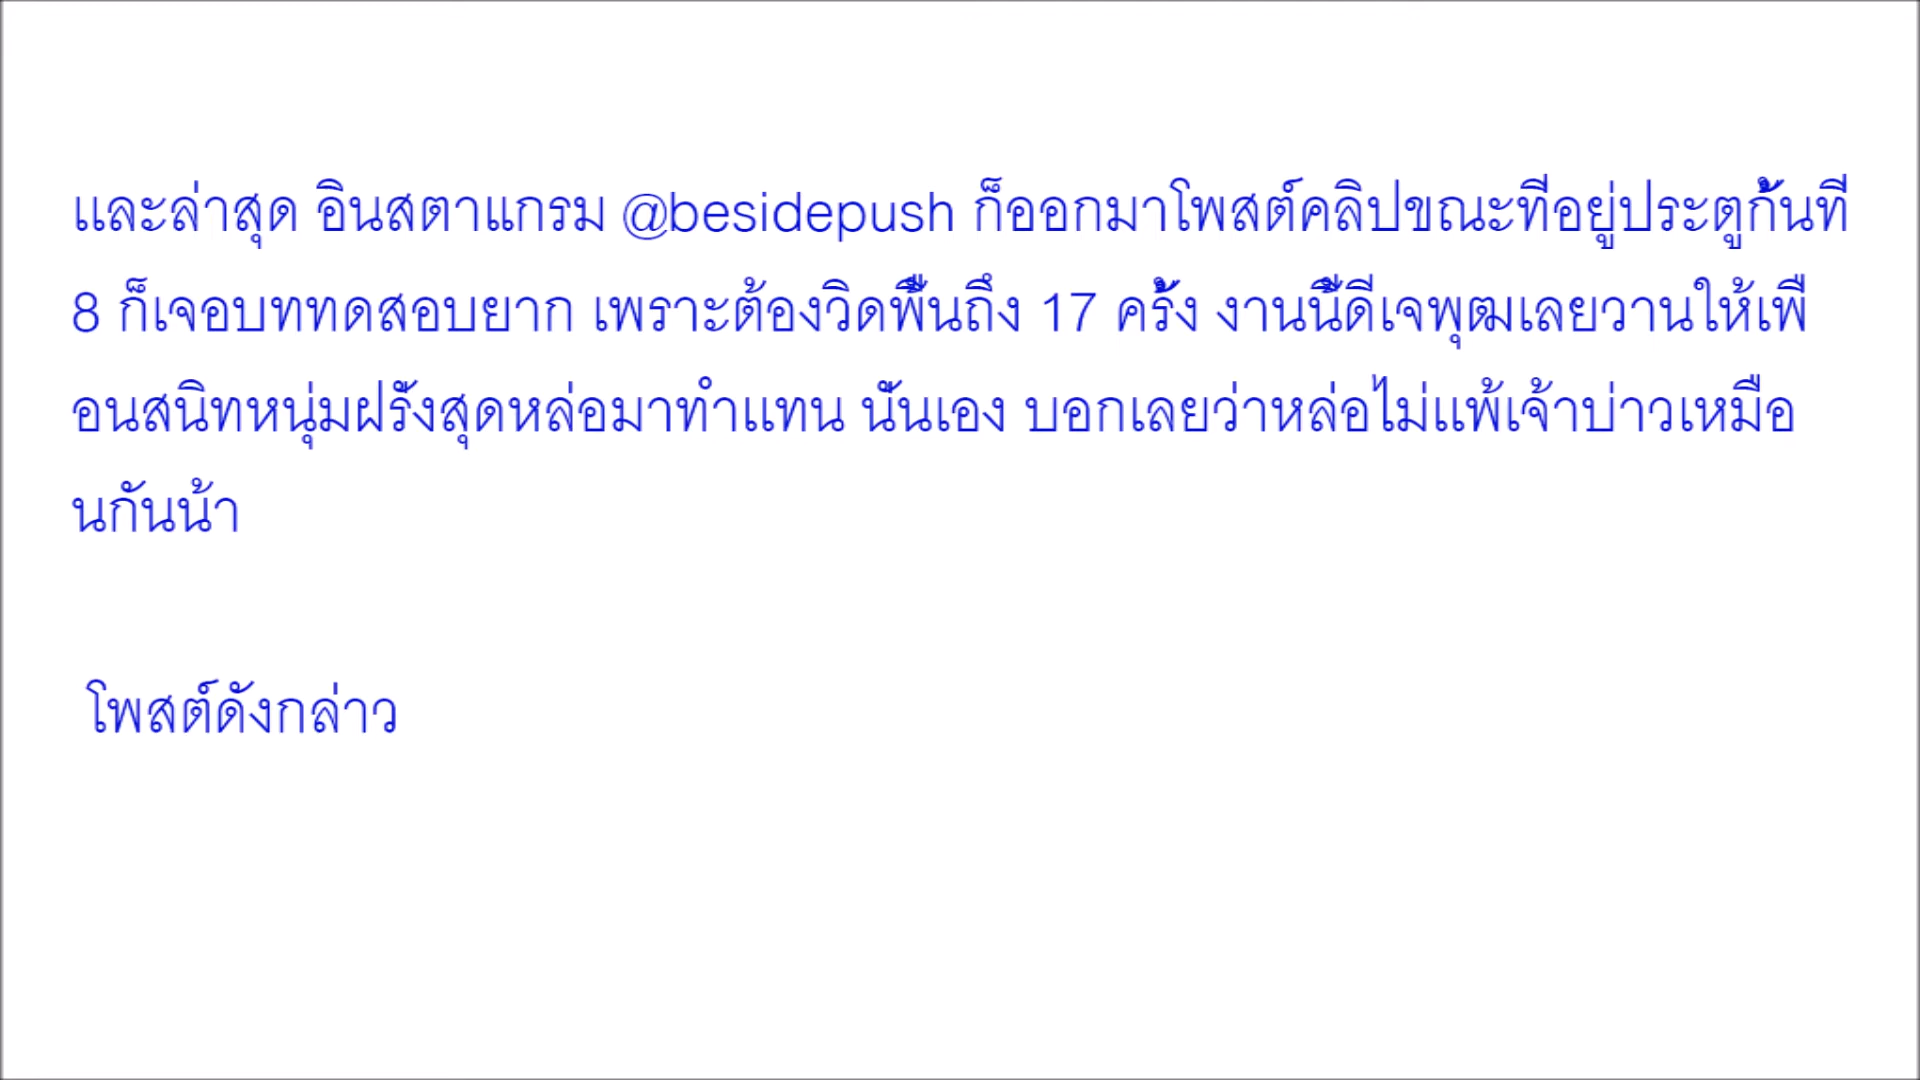 และล่าสุด อินสตาแกรม @besidepush ก็ออกมาโพสต์คลิปขณะที่อยู่ประตูกั้นที่
8 ก็เจอบททดสอบยาก เพราะต้องวิดพื้นถึง 17 ครั้ง งานนี้ดีเจพุฒเลยวานให้เพื่
อนสนิทหนุ่มฝรั่งสุดหล่อมาทำแทน นั่นเอง บอกเลยว่าหล่อไม่แพ้เจ้าบ่าวเหมือ
นกันน้า
โพสต์ดังกล่าว